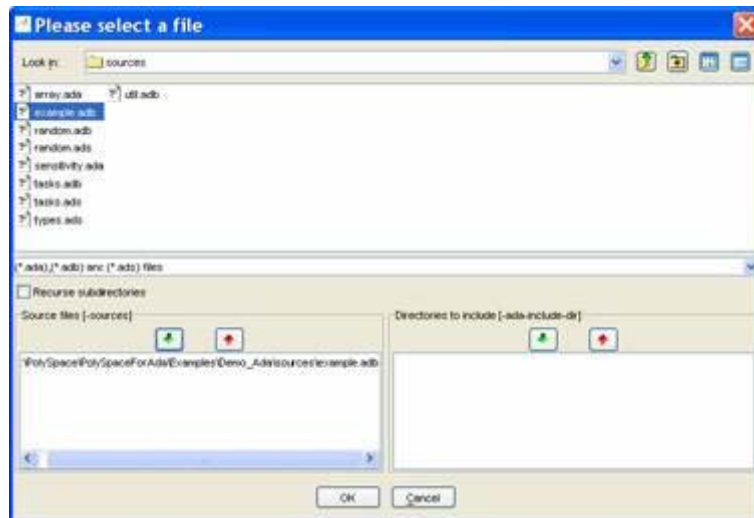 Please select a file
Look in: sources
array.ada util.adb
example.adb
random.adb
random.ads
sensitivity.ada
tasks.adb
tasks.ads
types.ads
(*.ada),(*.adb) and (*.ads) files
Recurse subdirectories
Source files [-sources] Directories to include [-ada-include-dir]
\PolySpace\PolySpaceForAda\Examples\Demo_Ada\sources\example.adb
OK Cancel